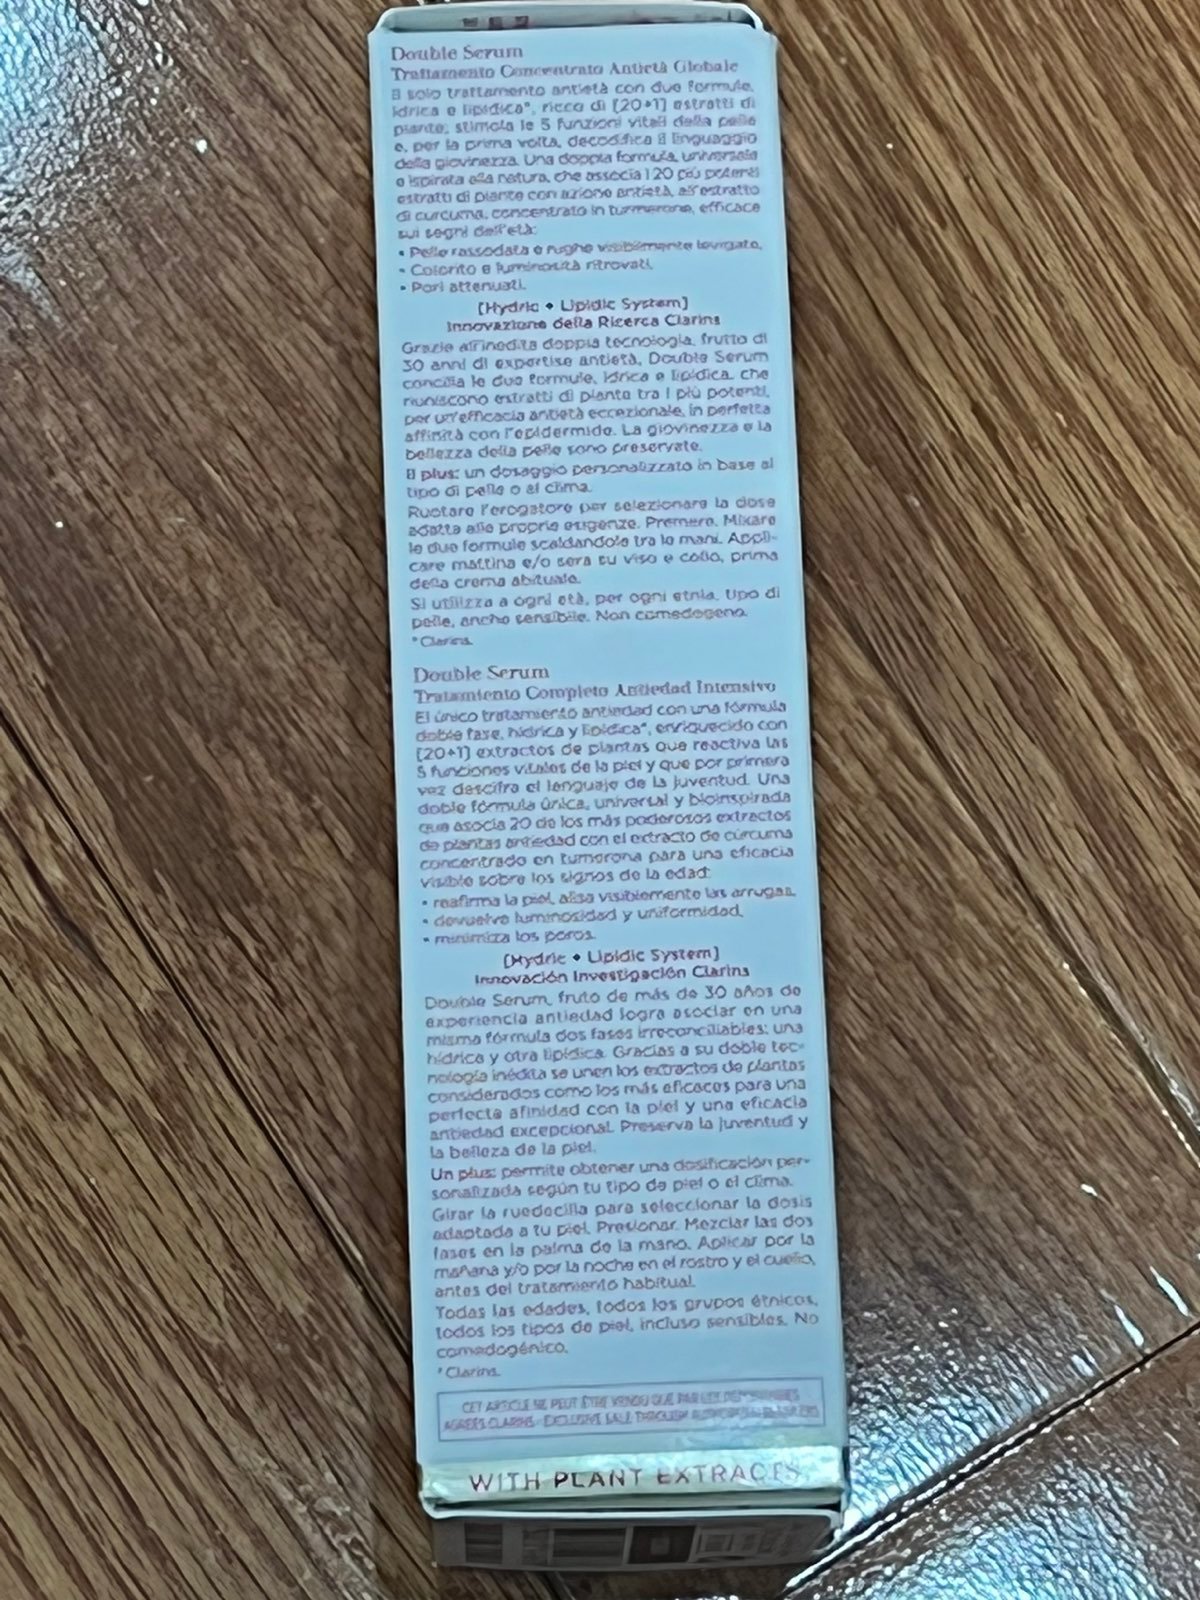 Double Serum
Trattamento Concentrato Antietà Globale
Il solo trattamento antietà con due formule,
idrica e lipidica*, ricco di [20+1] estratti di
piante, stimola le 5 funzioni vitali della pelle
e, per la prima volta, decodifica il linguaggio
della giovinezza. Una doppia formula, universale
e ispirata alla natura, che associa i 20 più potenti
estratti di piante con azione antietà, all'estratto
di curcuma, concentrato in turmerone, efficace
sui segni dell'età:
• Pelle rassodata e rughe visibilmente levigate.
• Colorito e luminosità ritrovati.
• Pori attenuati.
[Hydric + Lipidic System]
Innovazione della Ricerca Clarins
Grazie all'inedita doppia tecnologia, frutto di
30 anni di expertise antietà, Double Serum
concilia le due formule, idrica e lipidica, che
riuniscono estratti di piante tra i più potenti,
per un'efficacia antietà eccezionale, in perfetta
affinità con l'epidermide. La giovinezza e la
bellezza della pelle sono preservate.
Il plus: un dosaggio personalizzato in base al
tipo di pelle o al clima.
Ruotare l'erogatore per selezionare la dose
adatta alle proprie esigenze. Premere. Mixare
le due formule scaldandole tra le mani. Appli-
care mattina e/o sera su viso e collo, prima
della crema abituale.
Si utilizza a ogni età, per ogni etnia, tipo di
pelle, anche sensibile. Non comedogeno.
*Clarins.
Double Serum
Tratamiento Completo Antiedad Intensivo
El único tratamiento antiedad con una fórmula
doble fase, hídrica y lipídica*, enriquecido con
[20+1] extractos de plantas que reactiva las
5 funciones vitales de la piel y que por primera
vez descifra el lenguaje de la juventud. Una
doble fórmula única, universal y bioinspirada
que asocia 20 de los más poderosos extractos
de plantas antiedad con el extracto de cúrcuma
concentrado en turmerona para una eficacia
visible sobre los signos de la edad:
• reafirma la piel, alisa visiblemente las arrugas.
• devuelve luminosidad y uniformidad.
• minimiza los poros.
[Hydric + Lipidic System]
Innovación Investigación Clarins
Double Serum, fruto de más de 30 años de
experiencia antiedad logra asociar en una
misma fórmula dos fases irreconciliables: una
hídrica y otra lipídica. Gracias a su doble tec-
nología inédita se unen los extractos de plantas
considerados como los más eficaces para una
perfecta afinidad con la piel y una eficacia
antiedad excepcional. Preserva la juventud y
la belleza de la piel.
Un plus: permite obtener una dosificación per-
sonalizada según tu tipo de piel o el clima.
Girar la ruedecilla para seleccionar la dosis
adaptada a tu piel. Presionar. Mezclar las dos
fases en la palma de la mano. Aplicar por la
mañana y/o por la noche en el rostro y el cuello,
antes del tratamiento habitual.
Todas las edades, todos los grupos étnicos,
todos los tipos de piel, incluso sensibles. No
comedogénico.
*Clarins.
CET ARTICLE NE PEUT ÊTRE VENDU QUE PAR LES DÉPOSITAIRES
AGRÉÉS CLARINS - EXCLUSIVE SALE THROUGH
WITH PLANT EXTRACTS